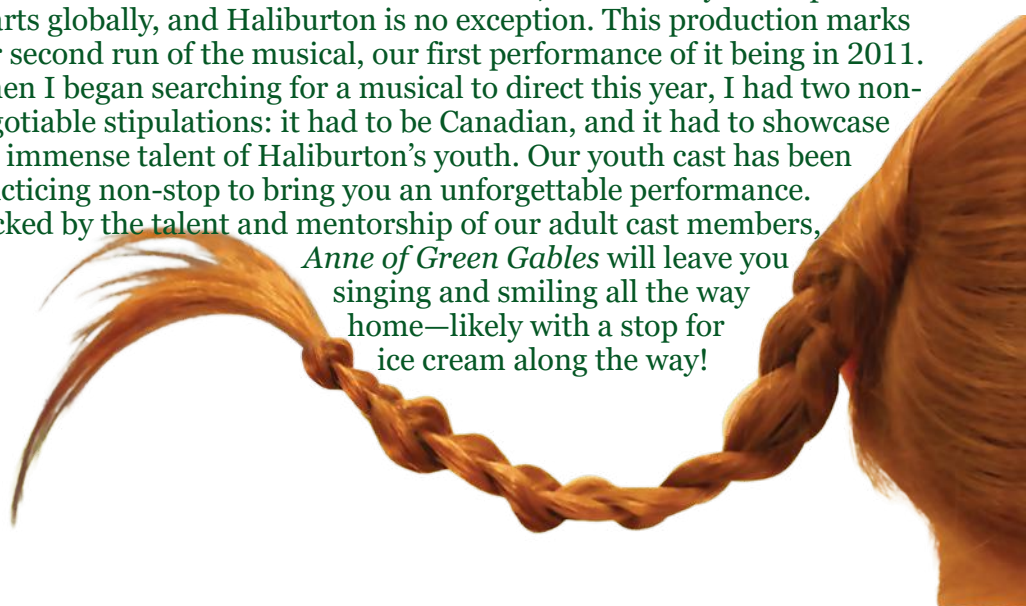 arts globally, and Haliburton is no exception. This production marks
r second run of the musical, our first performance of it being in 2011.
en I began searching for a musical to direct this year, I had two non-
gotiable stipulations: it had to be Canadian, and it had to showcase
immense talent of Haliburton’s youth. Our youth cast has been
cticing non-stop to bring you an unforgettable performance.
cked by the talent and mentorship of our adult cast members,
Anne of Green Gables will leave you
singing and smiling all the way
home—likely with a stop for
ice cream along the way!